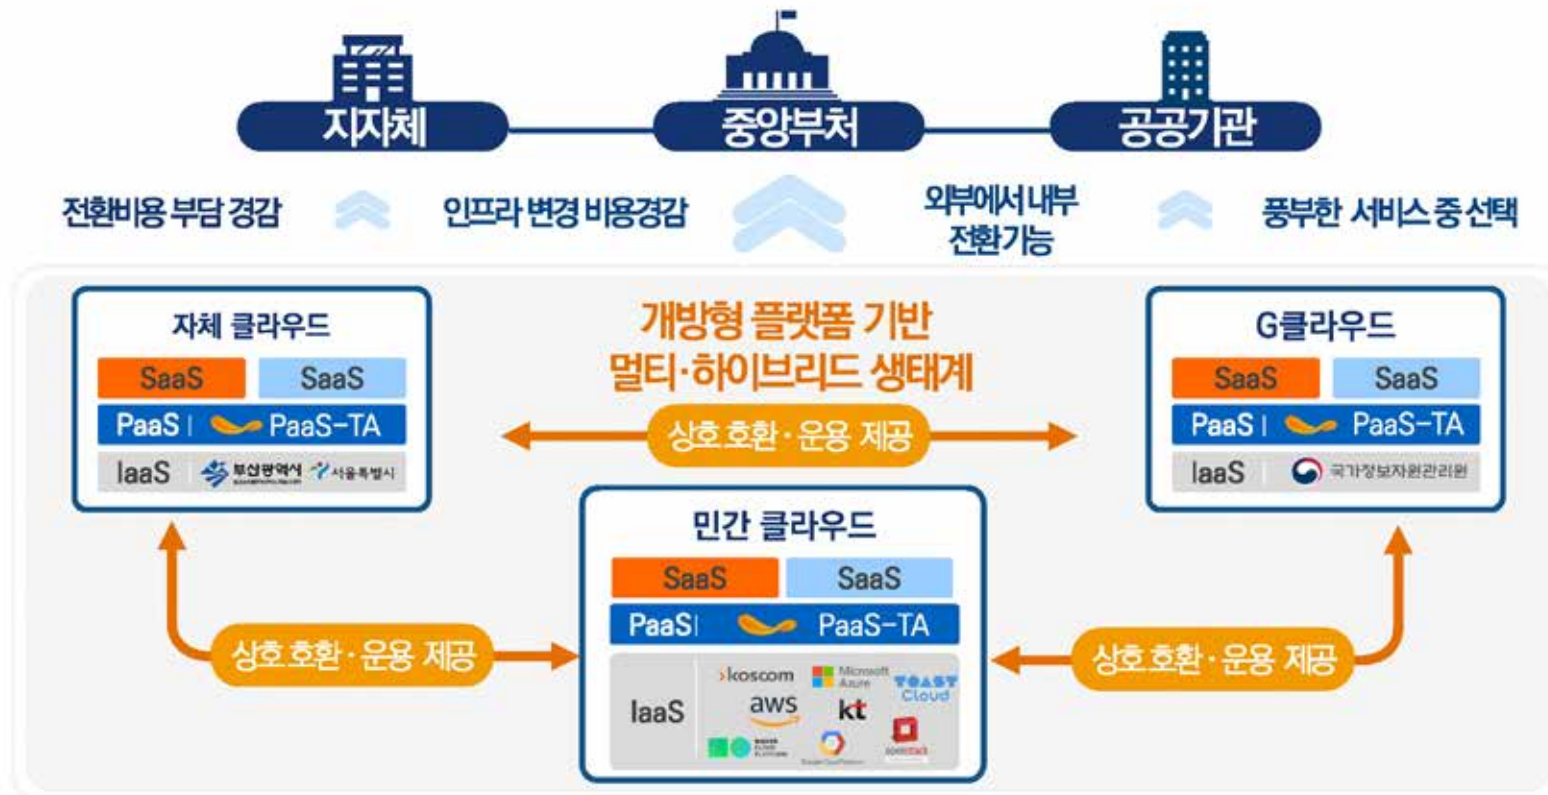 지자체
중앙부처
공공기관
전환비용 부담 경감
인프라 변경 비용경감
외부에서 내부
전환 가능
풍부한 서비스 중 선택
개방형 플랫폼 기반
멀티·하이브리드 생태계
자체 클라우드
SaaS SaaS
PaaS | PaaS-TA
IaaS 부산광역시 서울특별시
상호 호환·운용 제공
G클라우드
SaaS SaaS
PaaS | PaaS-TA
IaaS 국가정보자원관리원
민간 클라우드
SaaS SaaS
PaaS | PaaS-TA
IaaS
koscom
Microsoft
Azure
TOAST
Cloud
aws
kt
openstack
상호 호환·운용 제공
상호 호환·운용 제공